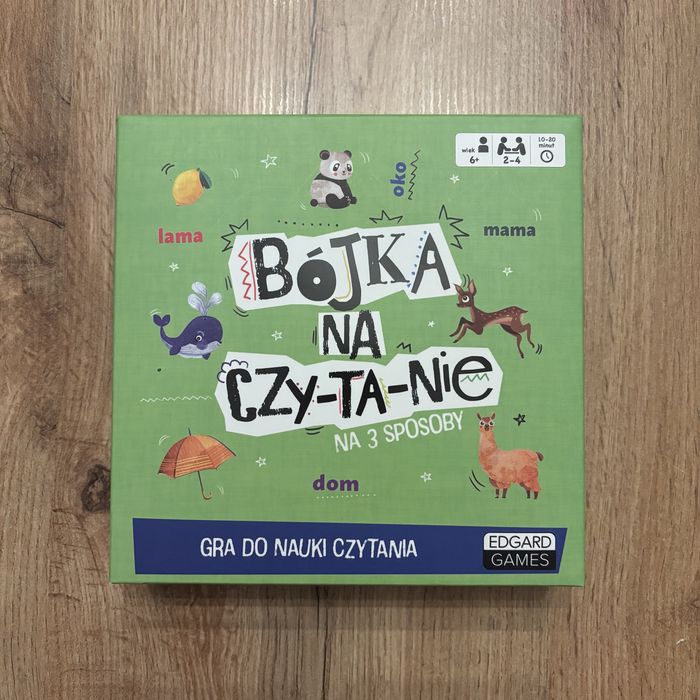 wiek
6+
2-4
10-20
minut
oko
lama
mama
BÓJKA
NA
CZY-TA-NiE
NA 3 SPOSOBY
dom
GRA DO NAUKI CZYTANIA
EDGARD
GAMES